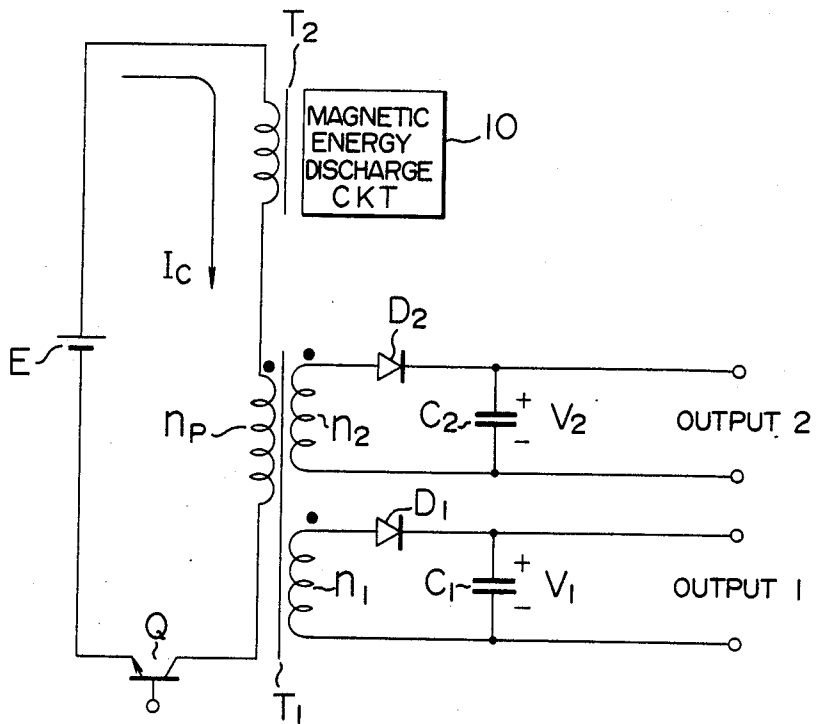 T2
MAGNETIC
ENERGY
DISCHARGE
CKT
10
IC
E
D2
nP
n2
C2
+
-
V2
OUTPUT 2
D1
n1
C1
+
-
V1
OUTPUT 1
Q
T1